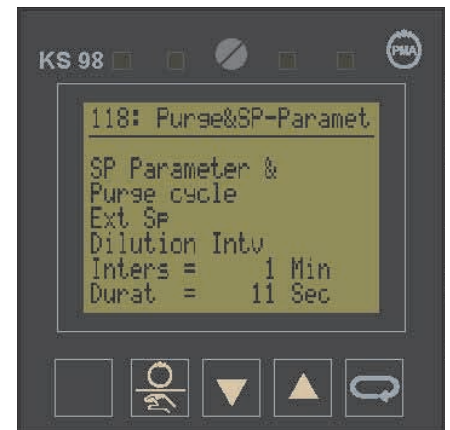 KS 98
PMA
118: Purge&SP-Paramet
SP Parameter &
Purge cycle
Ext Sp
Dilution Intv
Inters = 1 Min
Durat = 11 Sec